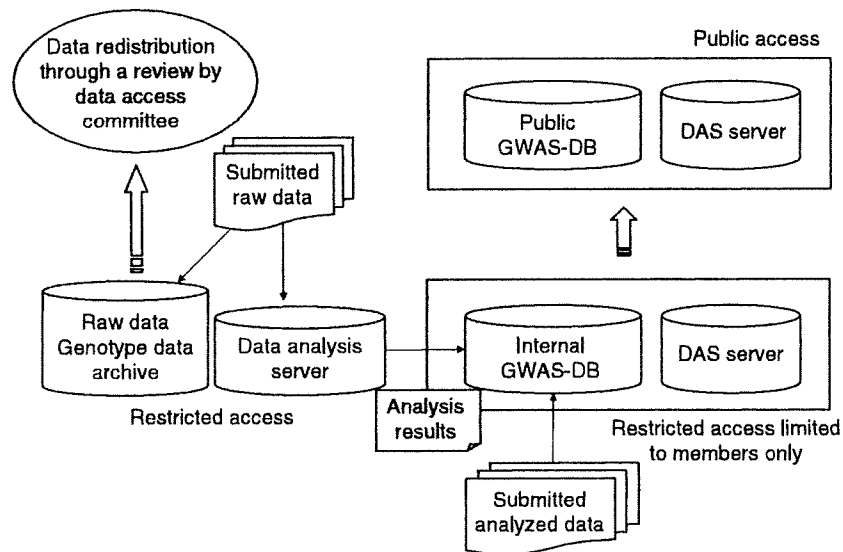 Data redistribution
through a review by
data access
committee
Public access
Public
GWAS-DB
DAS server
Submitted
raw data
Raw data
Genotype data
archive
Data analysis
server
Internal
GWAS-DB
DAS server
Restricted access
Analysis
results
Restricted access limited
to members only
Submitted
analyzed data